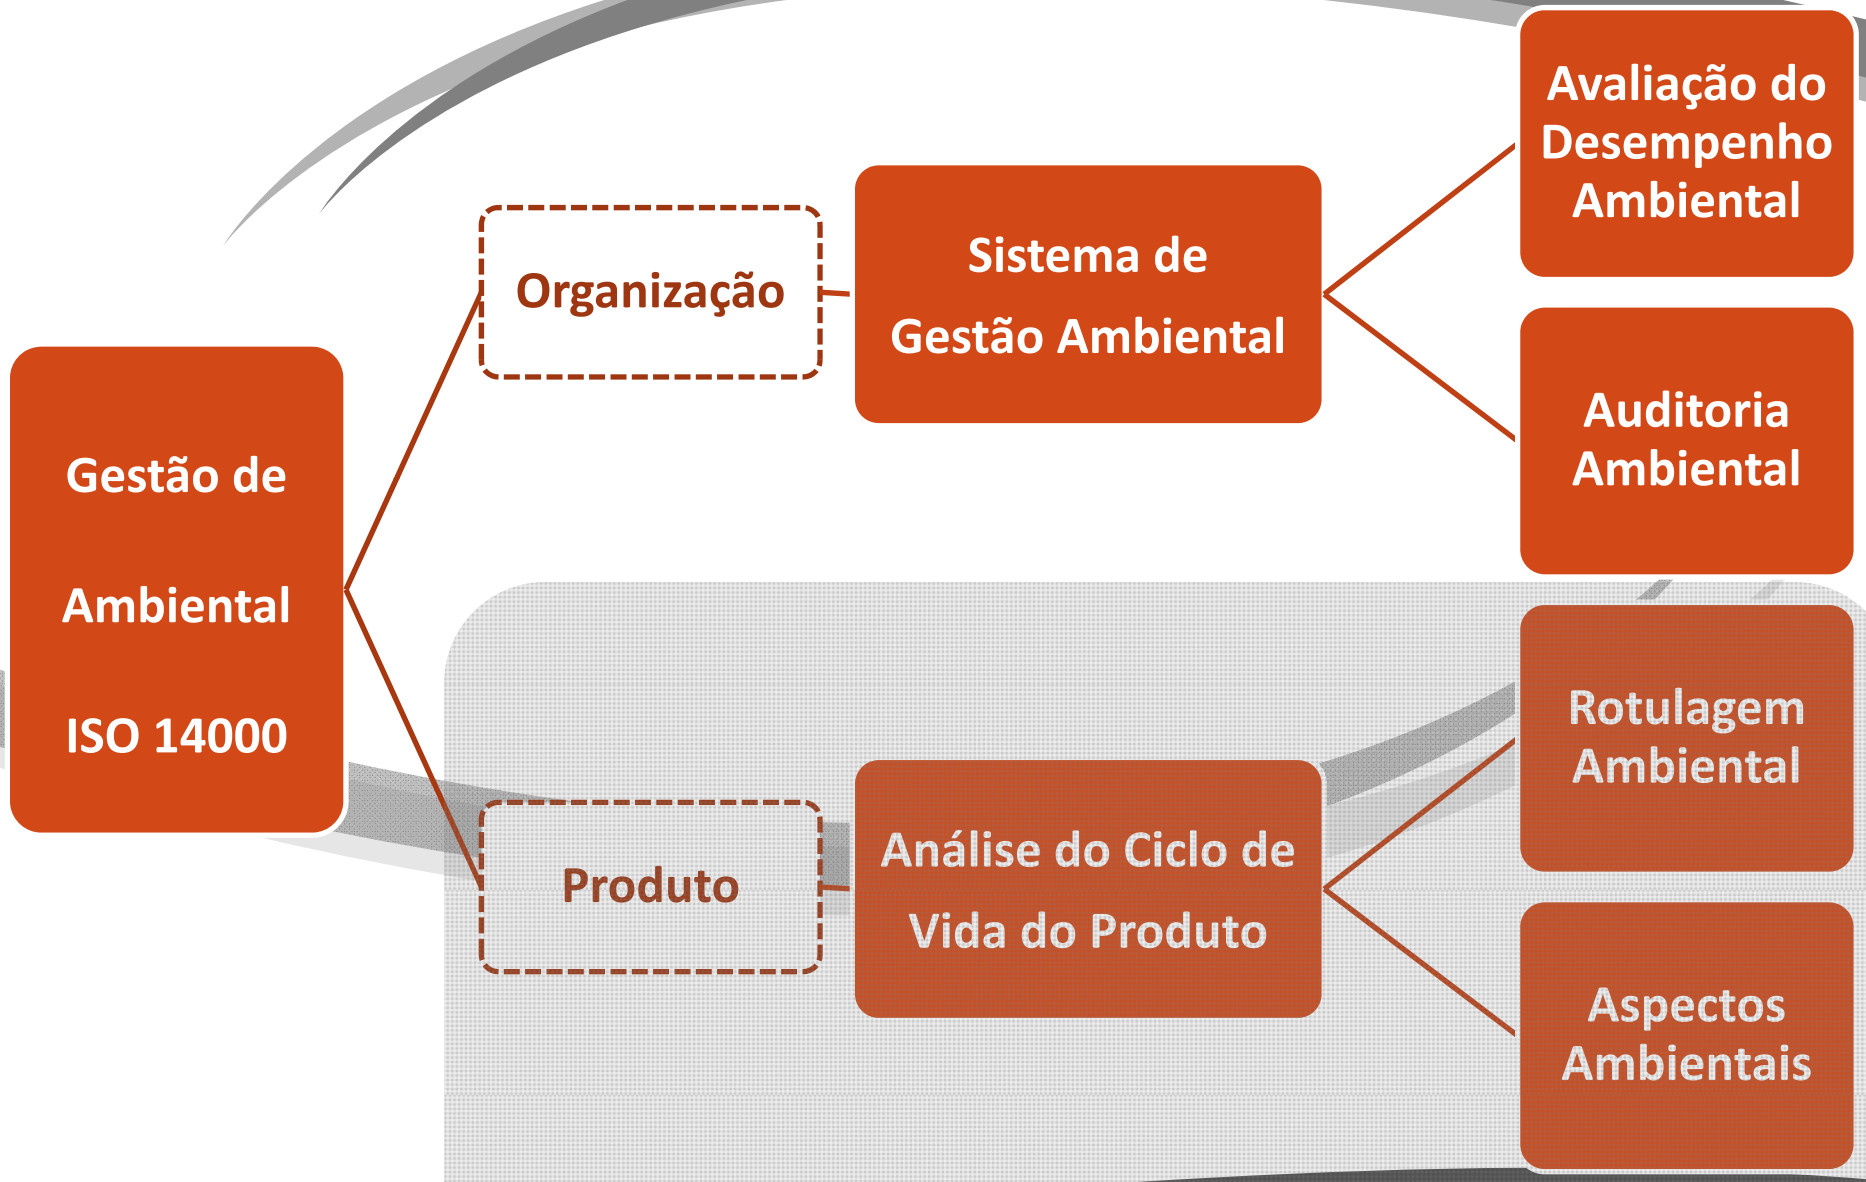 Gestão de
Ambiental
ISO 14000
Organização
Sistema de
Gestão Ambiental
Avaliação do
Desempenho
Ambiental
Auditoria
Ambiental
Produto
Análise do Ciclo de
Vida do Produto
Rotulagem
Ambiental
Aspectos
Ambientais